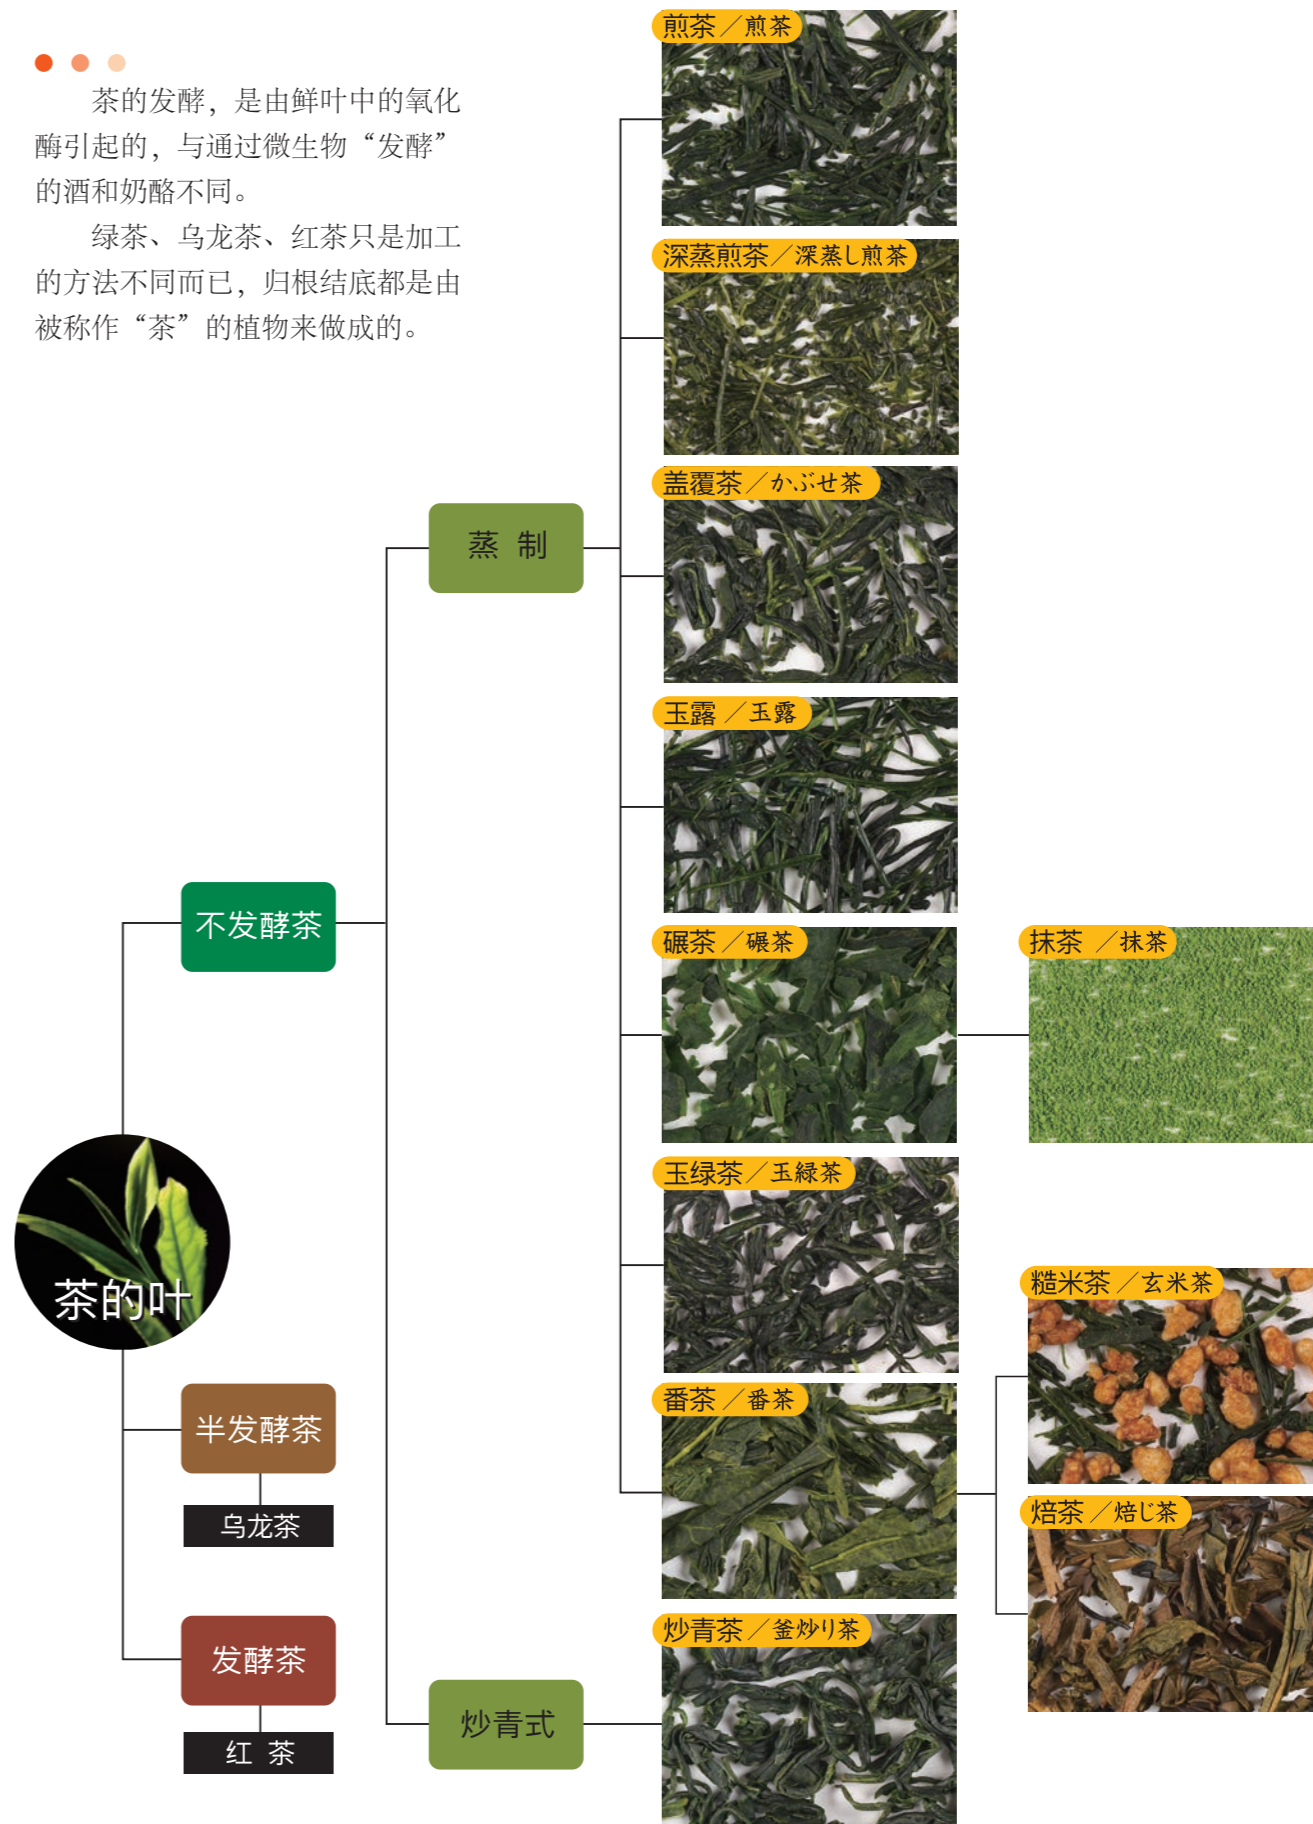 茶的发酵，是由鲜叶中的氧化
酶引起的，与通过微生物“发酵”
的酒和奶酪不同。
绿茶、乌龙茶、红茶只是加工
的方法不同而已，归根结底都是由
被称作“茶”的植物来做成的。
茶的叶
不发酵茶
半发酵茶
乌龙茶
发酵茶
红 茶
蒸 制
炒青式
煎茶／煎茶
深蒸煎茶／深蒸し煎茶
盖覆茶／かぶせ茶
玉露／玉露
碾茶／碾茶
抹茶／抹茶
玉绿茶／玉緑茶
番茶／番茶
糙米茶／玄米茶
焙茶／焙じ茶
炒青茶／釜炒り茶